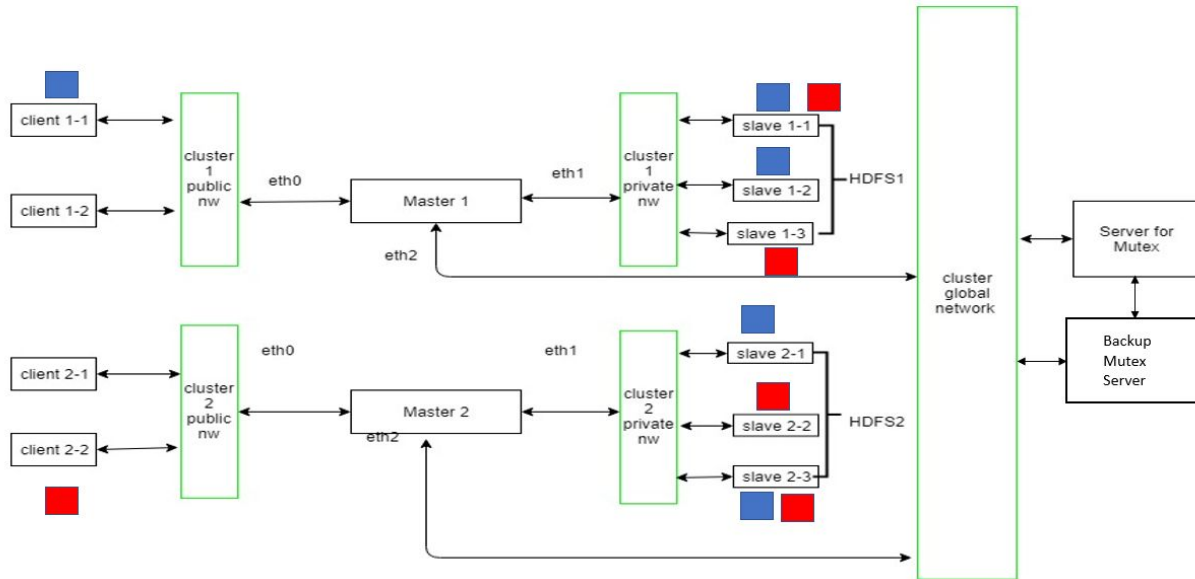 client 1-1
client 1-2
cluster
1
public
nw
eth0
Master 1
eth1
eth2
cluster
1
private
nw
slave 1-1
slave 1-2
slave 1-3
HDFS1
client 2-1
client 2-2
cluster
2
public
nw
eth0
Master 2
eth1
eth2
cluster
2
private
nw
slave 2-1
slave 2-2
slave 2-3
HDFS2
cluster
global
network
Server for
Mutex
Backup
Mutex
Server